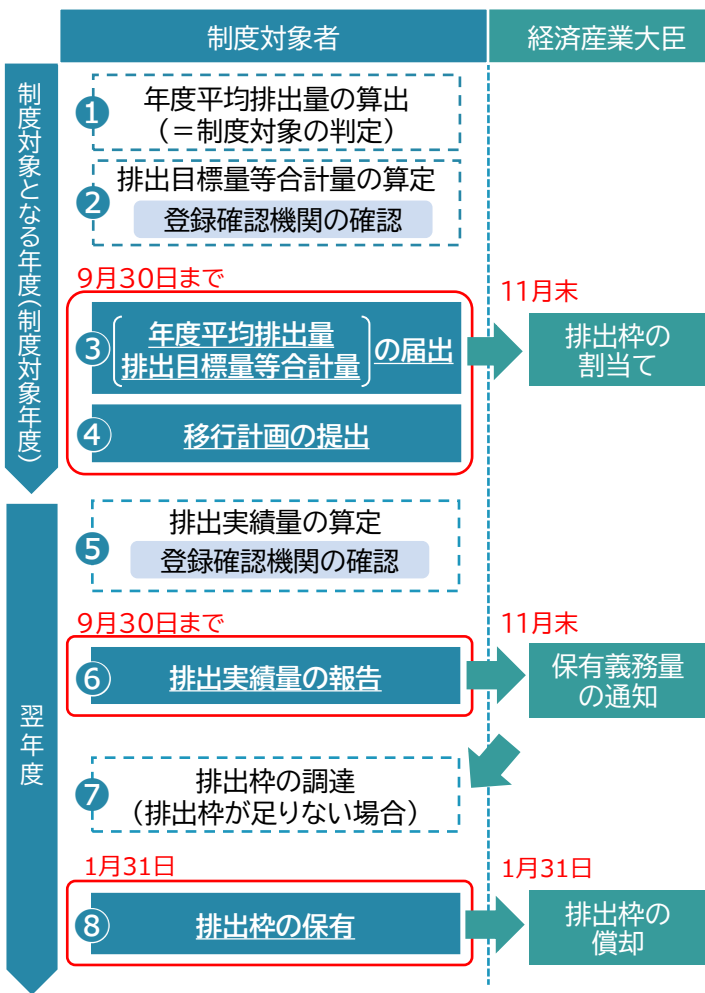 制度対象者
経済産業大臣
制度対象となる年度(制度対象年度)
❶
年度平均排出量の算出
(=制度対象の判定)
❷
排出目標量等合計量の算定
登録確認機関の確認
9月30日まで
❸
年度平均排出量
排出目標量等合計量
の届出
11月末
排出枠の
割当て
❹
移行計画の提出
翌年度
❺
排出実績量の算定
登録確認機関の確認
9月30日まで
❻
排出実績量の報告
11月末
保有義務量
の通知
❼
排出枠の調達
(排出枠が足りない場合)
1月31日
❽
排出枠の保有
1月31日
排出枠の
償却